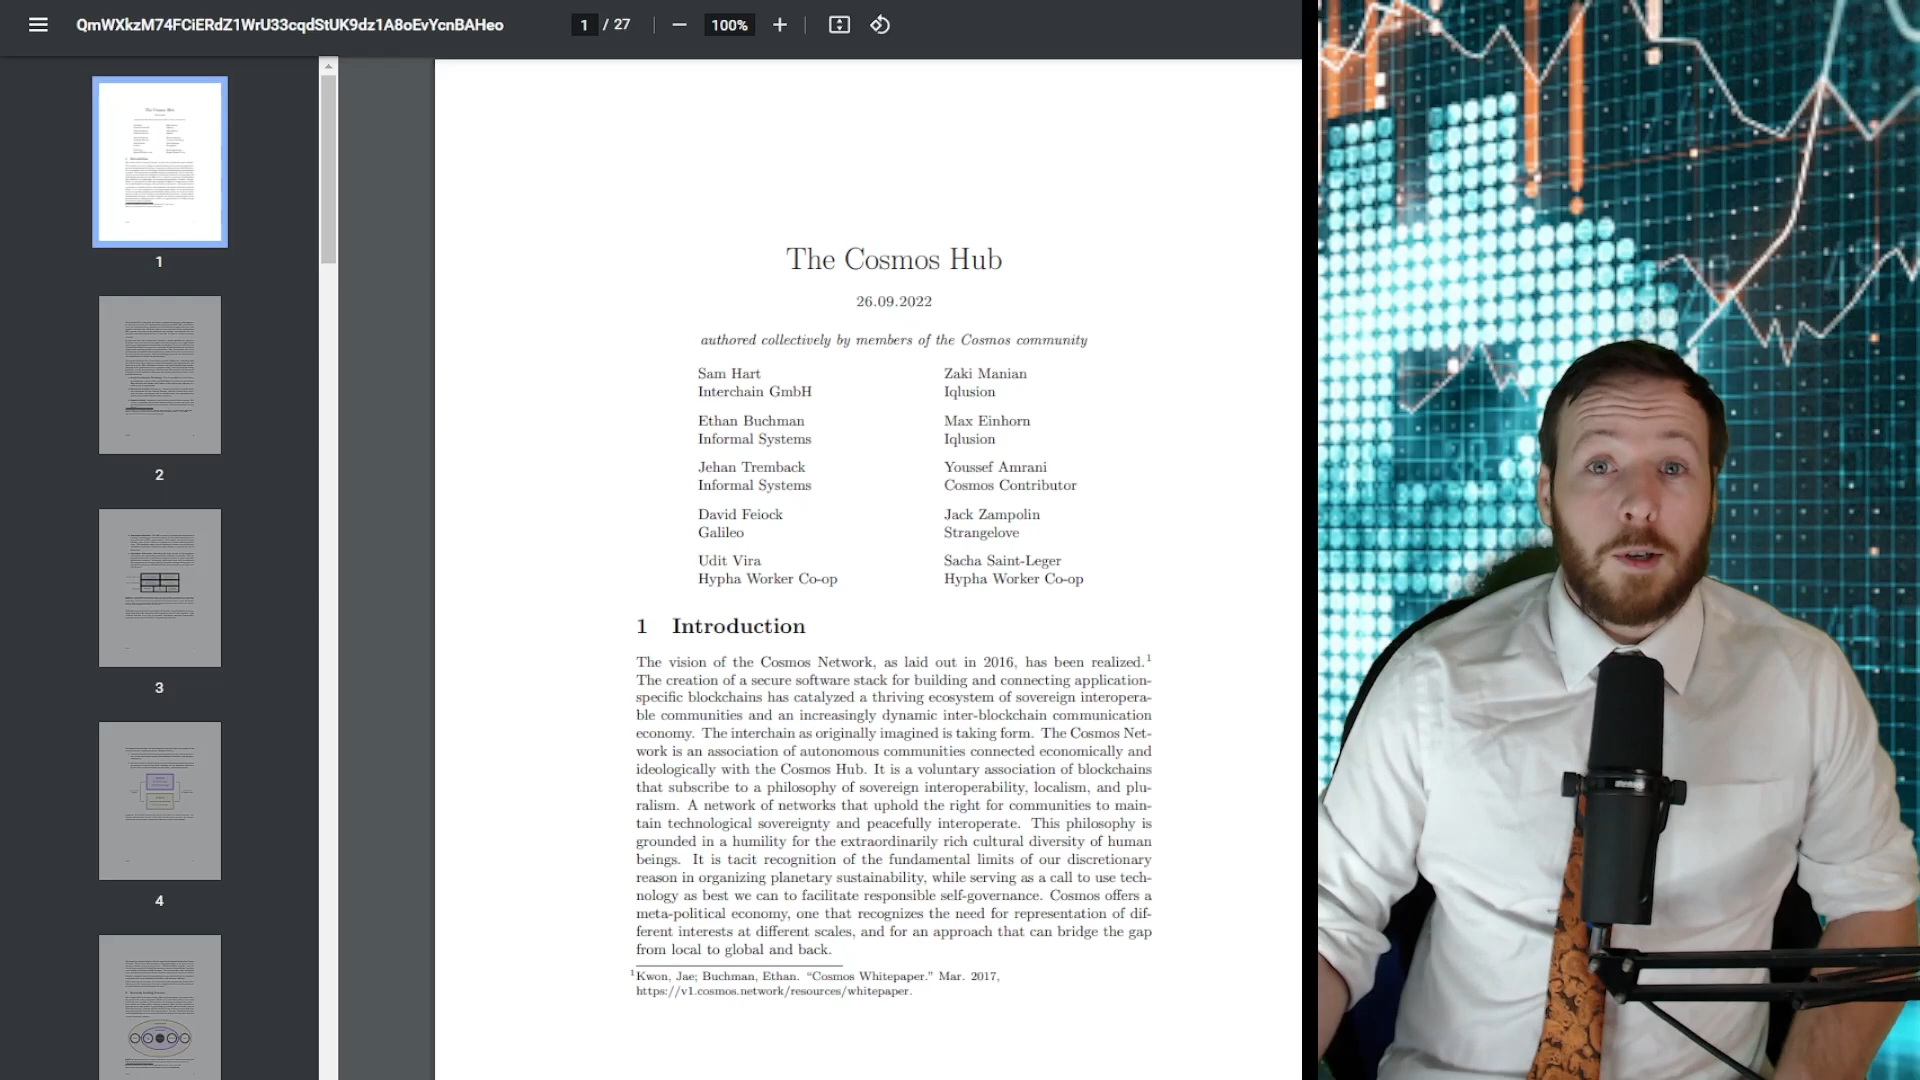 QmWXkzM74FCiERdZ1WrU33cqdStUK9dz1A8oEvYcnBAHeo
1 / 27
100%
1
2
3
4
The Cosmos Hub
26.09.2022
authored collectively by members of the Cosmos community
Sam Hart
Interchain GmbH
Zaki Manian
Iqlusion
Ethan Buchman
Informal Systems
Max Einhorn
Iqlusion
Jehan Tremback
Informal Systems
Youssef Amrani
Cosmos Contributor
David Feiock
Galileo
Jack Zampolin
Strangelove
Udit Vira
Hypha Worker Co-op
Sacha Saint-Leger
Hypha Worker Co-op
1 Introduction
The vision of the Cosmos Network, as laid out in 2016, has been realized.1
The creation of a secure software stack for building and connecting application-
specific blockchains has catalyzed a thriving ecosystem of sovereign interopera-
ble communities and an increasingly dynamic inter-blockchain communication
economy. The interchain as originally imagined is taking form. The Cosmos Net-
work is an association of autonomous communities connected economically and
ideologically with the Cosmos Hub. It is a voluntary association of blockchains
that subscribe to a philosophy of sovereign interoperability, localism, and plu-
ralism. A network of networks that uphold the right for communities to main-
tain technological sovereignty and peacefully interoperate. This philosophy is
grounded in a humility for the extraordinarily rich cultural diversity of human
beings. It is tacit recognition of the fundamental limits of our discretionary
reason in organizing planetary sustainability, while serving as a call to use tech-
nology as best we can to facilitate responsible self-governance. Cosmos offers a
meta-political economy, one that recognizes the need for representation of dif-
ferent interests at different scales, and for an approach that can bridge the gap
from local to global and back.
1Kwon, Jae; Buchman, Ethan. “Cosmos Whitepaper.” Mar. 2017,
https://v1.cosmos.network/resources/whitepaper.